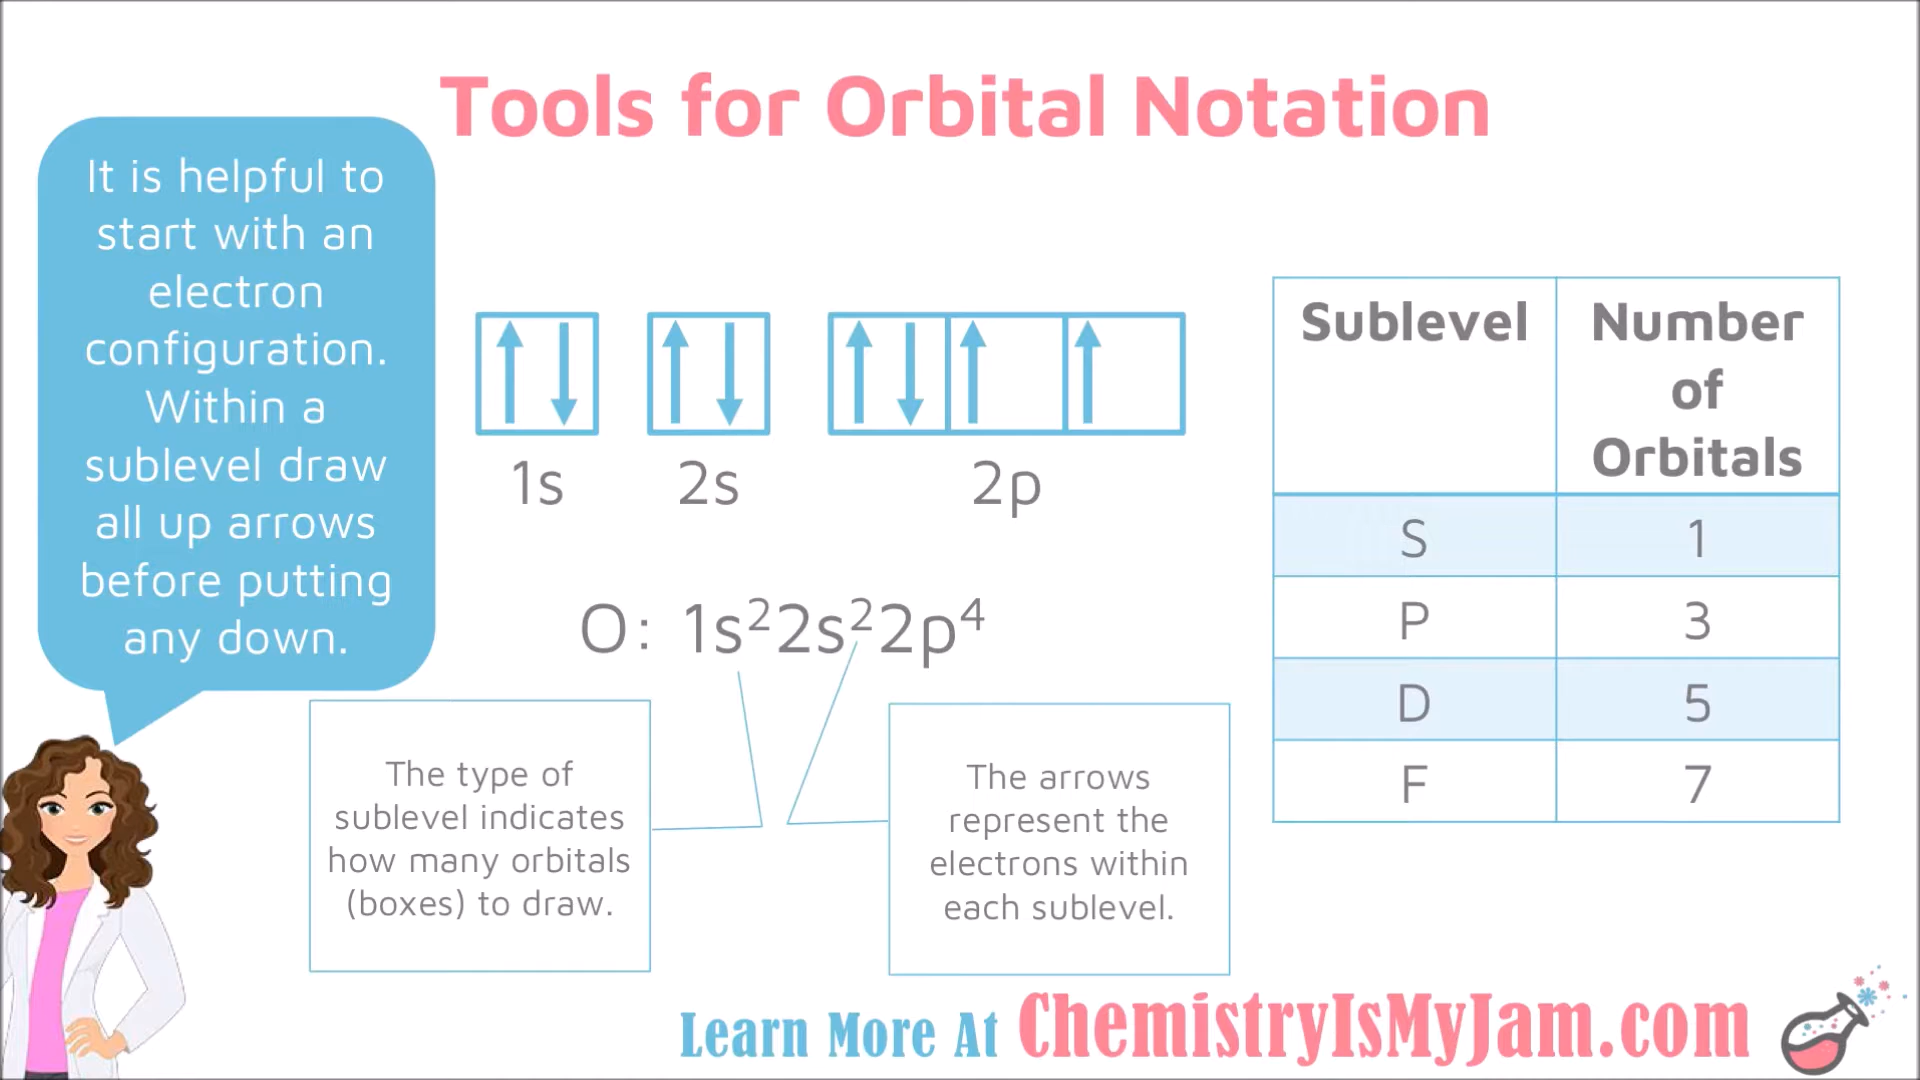 Tools for Orbital Notation
It is helpful to
start with an
electron
configuration.
Within a
sublevel draw
all up arrows
before putting
any down.
1s 2s 2p
O: 1s²2s²2p⁴
The type of
sublevel indicates
how many orbitals
(boxes) to draw.
The arrows
represent the
electrons within
each sublevel.
Sublevel Number
of
Orbitals
S 1
P 3
D 5
F 7
Learn More At ChemistryIsMyJam.com